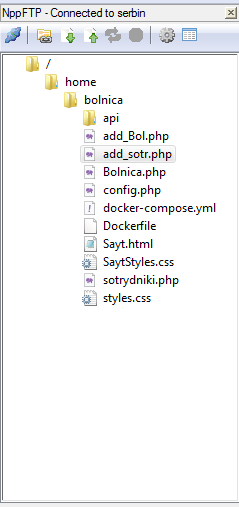 NppFTP - Connected to serbin
/
home
bolnica
api
add_Bol.php
add_sotr.php
Bolnica.php
config.php
docker-compose.yml
Dockerfile
Sayt.html
SaytStyles.css
sotrydniki.php
styles.css